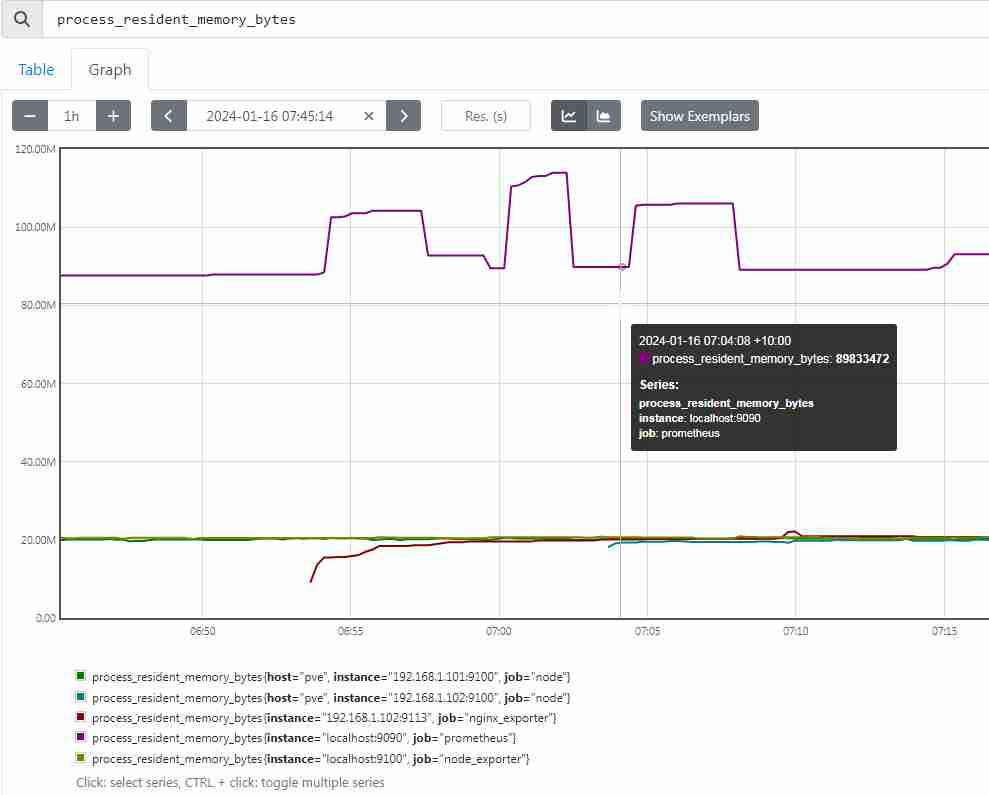 process_resident_memory_bytes
Table Graph
− 1h + 2024-01-16 07:45:14 × Res. (s) Show Exemplars
120.00M
100.00M
80.00M
60.00M
40.00M
20.00M
0.00
2024-01-16 07:04:08 +10:00
process_resident_memory_bytes: 89833472
Series:
process_resident_memory_bytes
instance: localhost:9090
job: prometheus
06:50 06:55 07:00 07:05 07:10 07:15
process_resident_memory_bytes{host="pve", instance="192.168.1.101:9100", job="node"}
process_resident_memory_bytes{host="pve", instance="192.168.1.102:9100", job="node"}
process_resident_memory_bytes{instance="192.168.1.102:9113", job="nginx_exporter"}
process_resident_memory_bytes{instance="localhost:9090", job="prometheus"}
process_resident_memory_bytes{instance="localhost:9100", job="node_exporter"}
Click: select series, CTRL + click: toggle multiple series